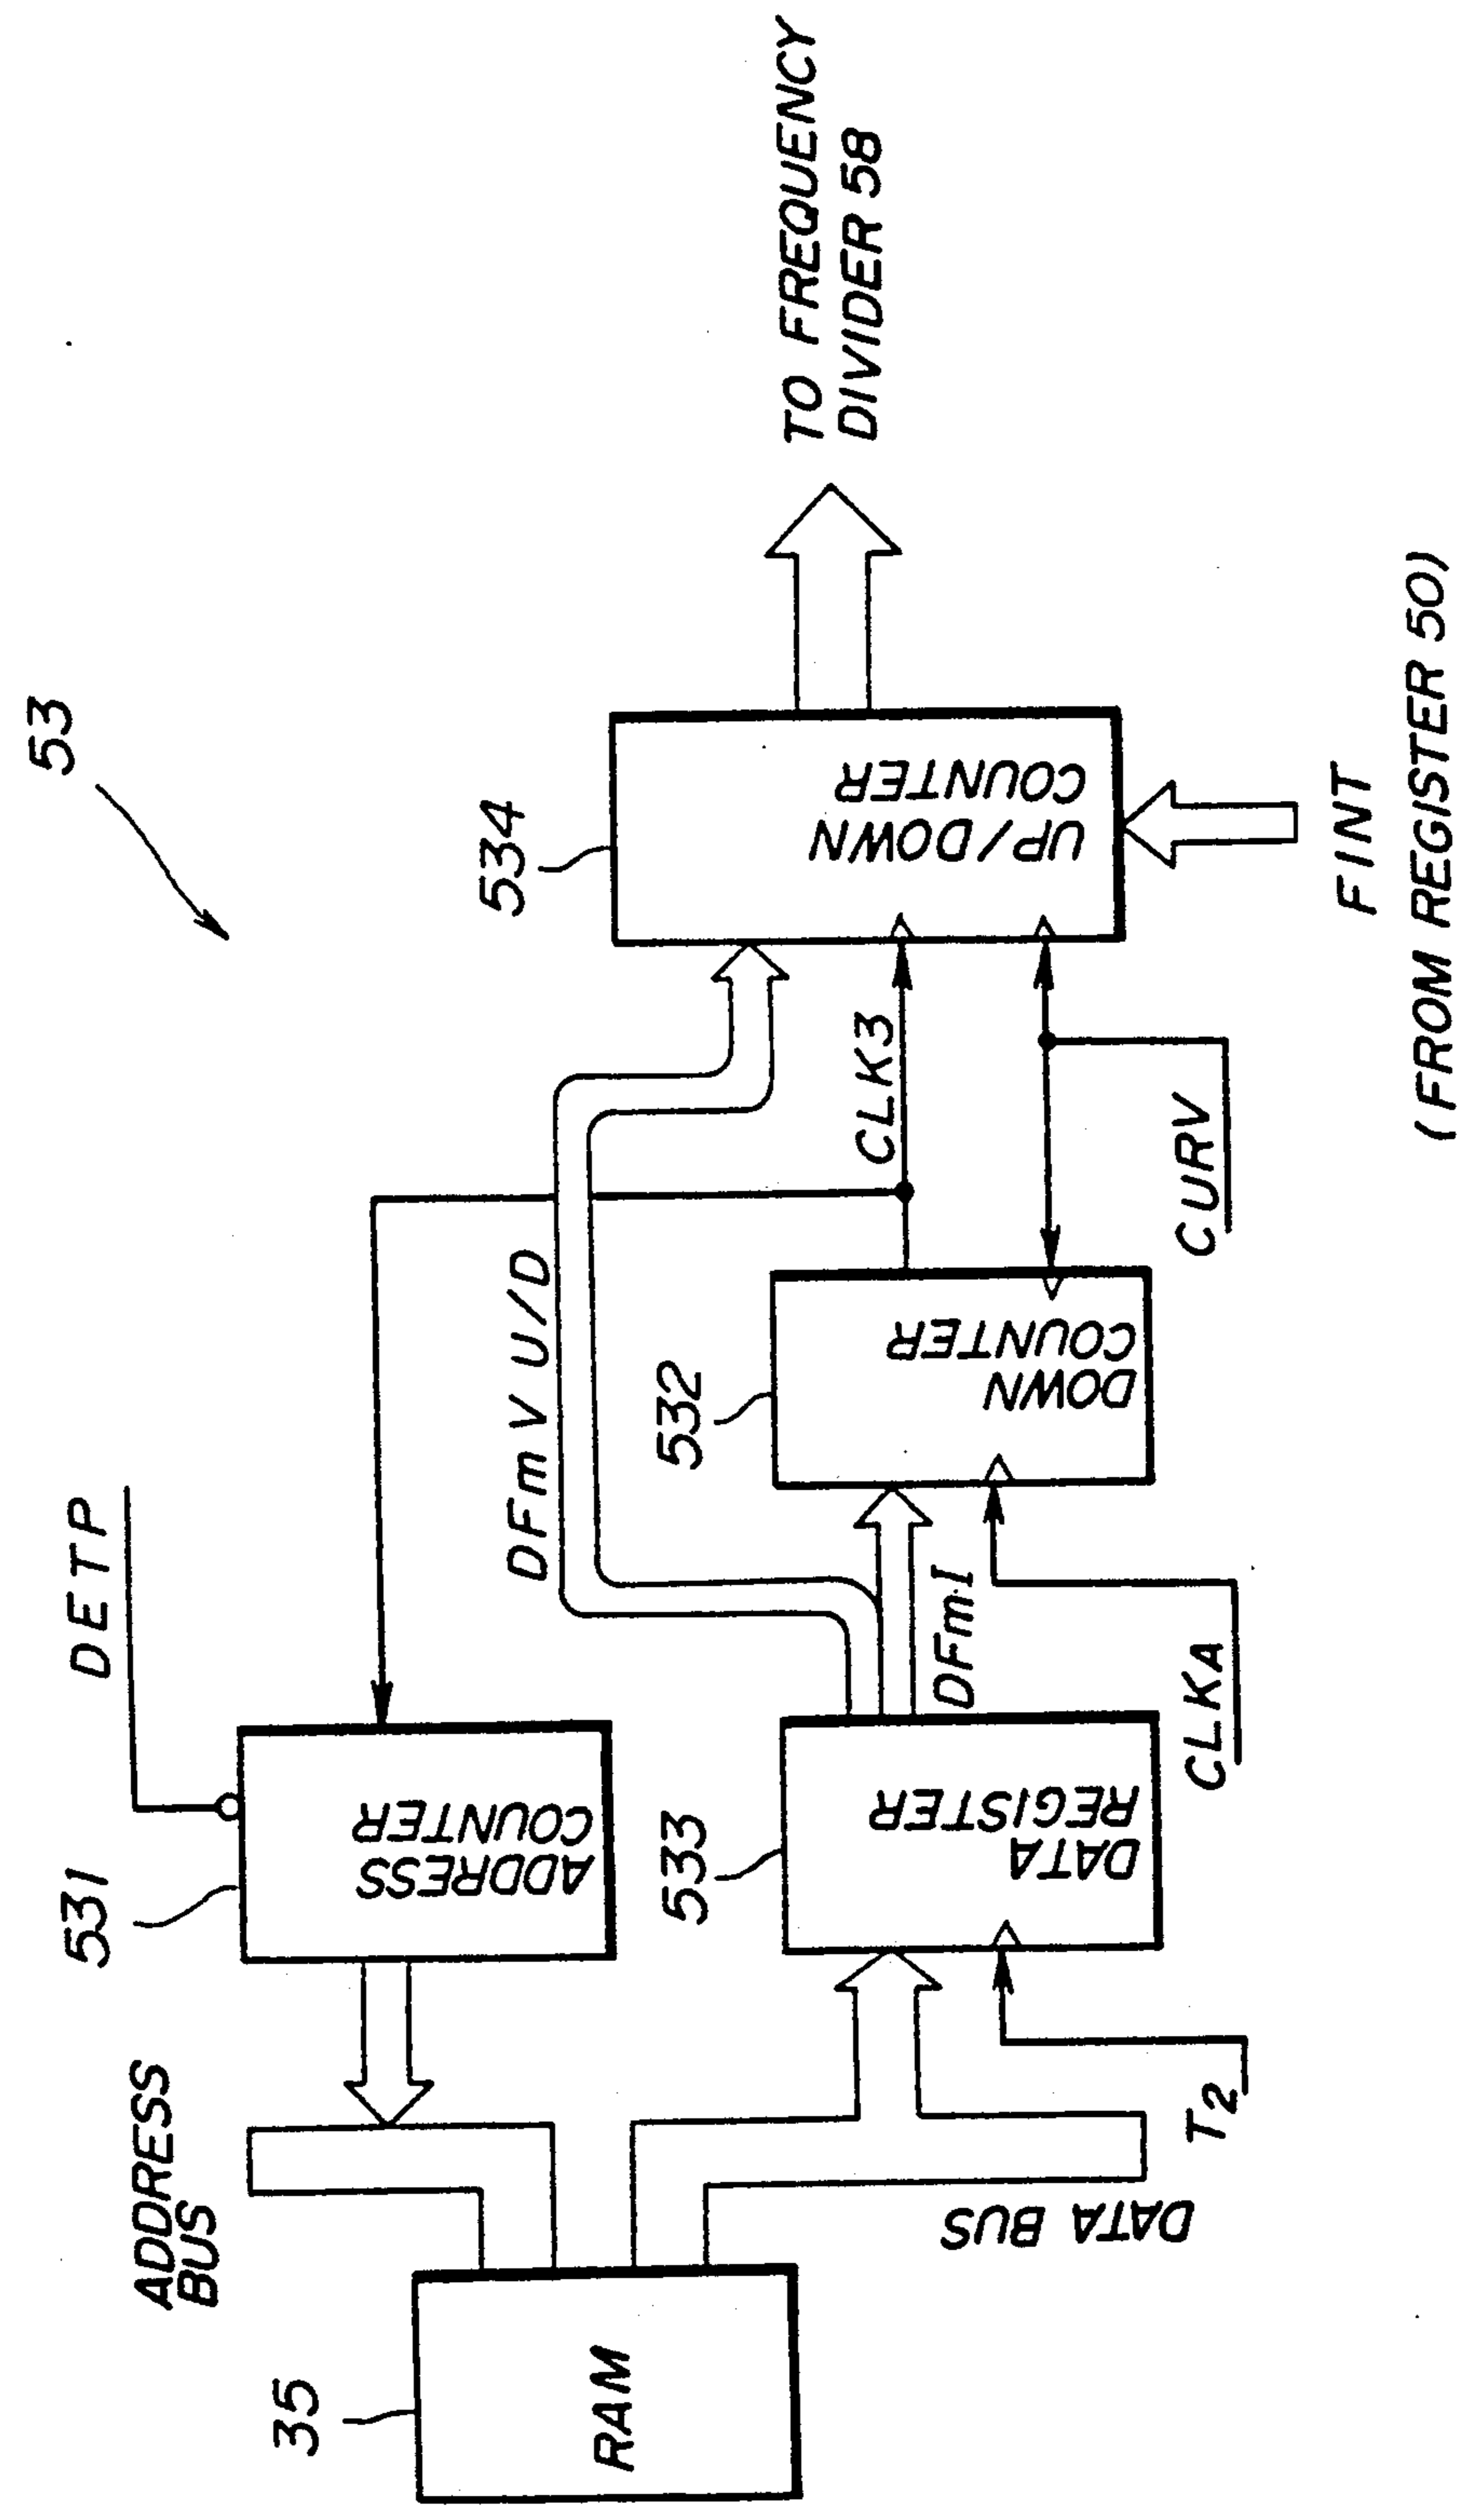 53
35
RAM
ADDRESS
BUS
DATA BUS
531
ADDRESS
COUNTER
DETP
533
DATA
REGISTER
T2
CLKA
DFmI
DFmV U/D
532
DOWN
COUNTER
CLK3
CURV
534
UP/DOWN
COUNTER
FINT
(FROM REGISTER 50)
TO FREQUENCY
DIVIDER 58